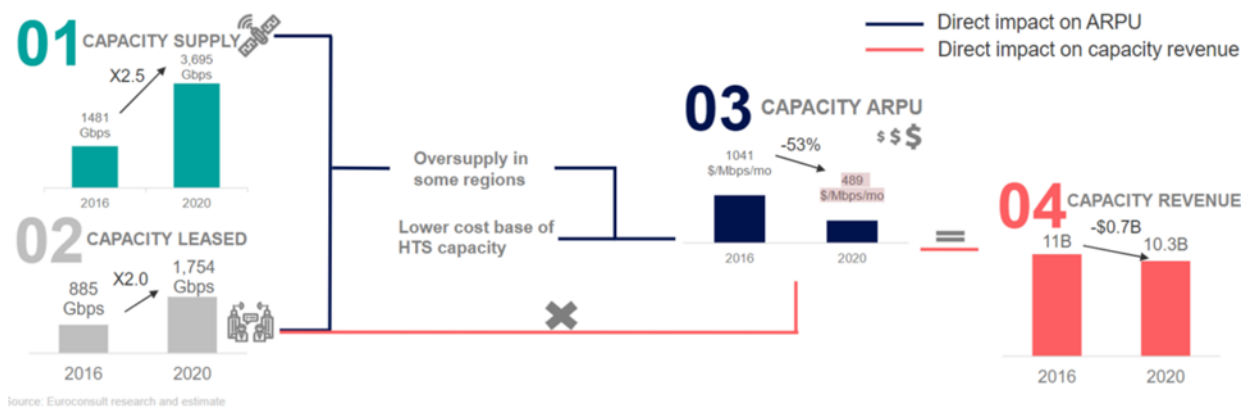 01 CAPACITY SUPPLY
3,695
Gbps
X2.5
1481
Gbps
2016 2020
02 CAPACITY LEASED
1,754
Gbps
X2.0
885
Gbps
2016 2020
Source: Euroconsult research and estimate
Oversupply in
some regions
Lower cost base of
HTS capacity
Direct impact on ARPU
Direct impact on capacity revenue
03 CAPACITY ARPU
$ $ $
-53%
1041
$/Mbps/mo
489
$/Mbps/mo
2016 2020
04 CAPACITY REVENUE
-$0.7B
11B 10.3B
2016 2020